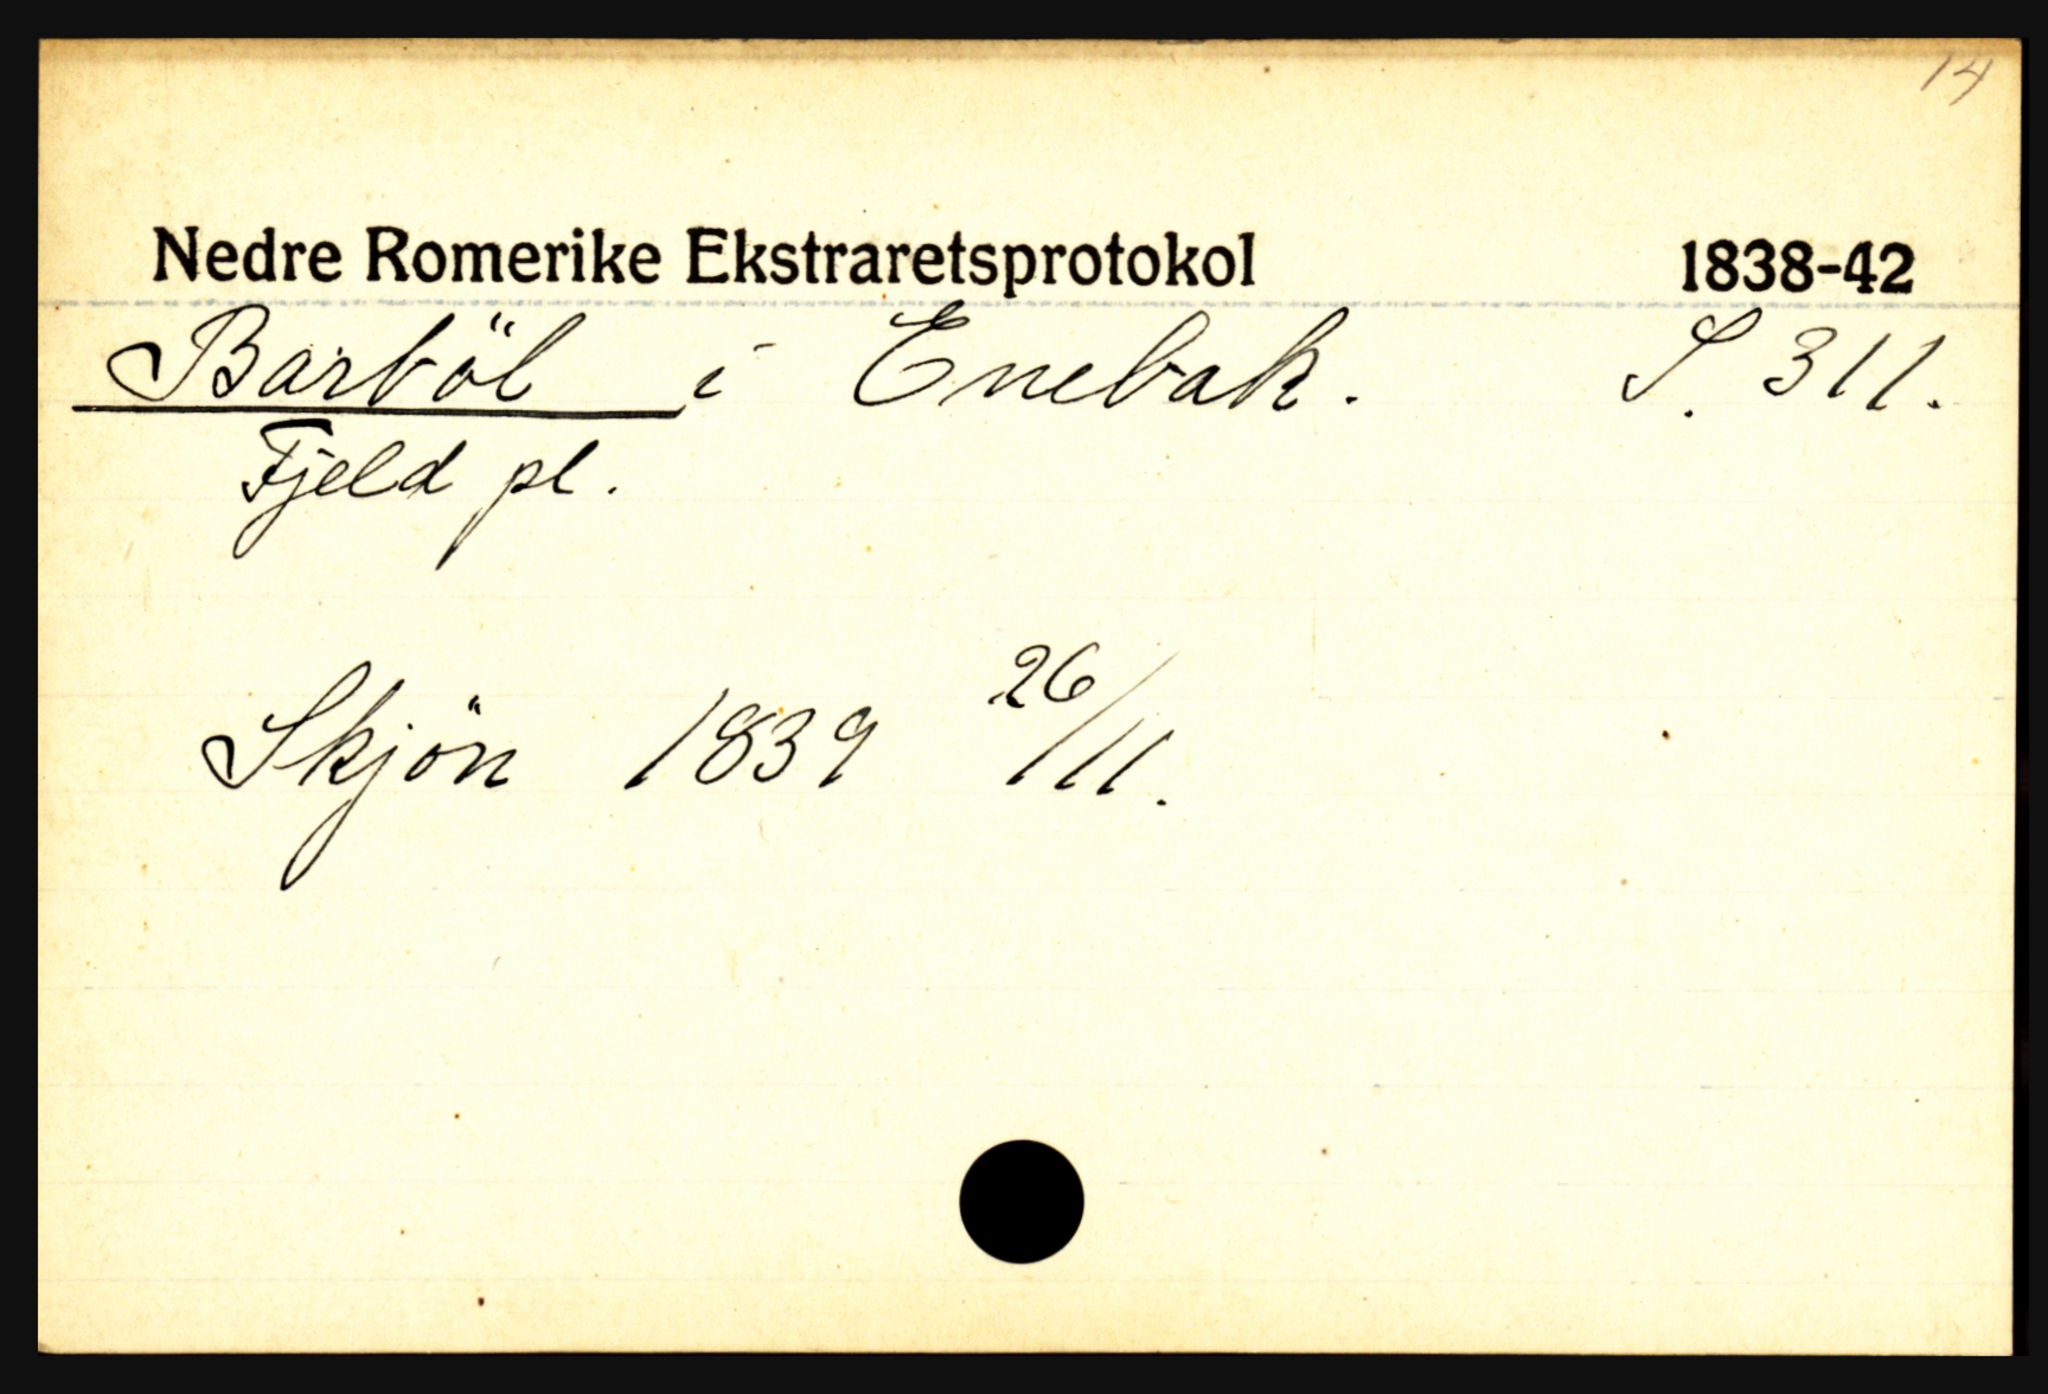 14
Nedre Romerike Ekstraretsprotokol 1838-42
Barböl i Enebak. S. 311.
Fjeld pl.
Skjön 1839 26/11.